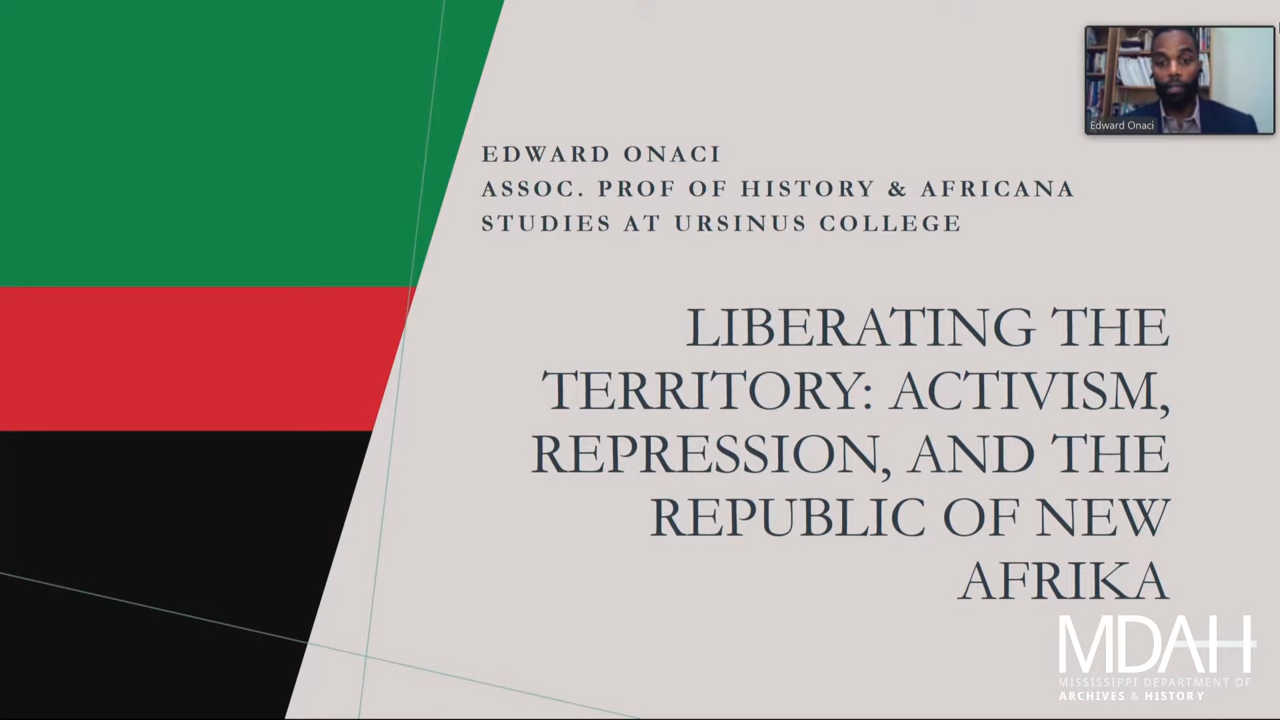 Edward Onaci
EDWARD ONACI
ASSOC. PROF OF HISTORY & AFRICANA
STUDIES AT URSINUS COLLEGE
LIBERATING THE
TERRITORY: ACTIVISM,
REPRESSION, AND THE
REPUBLIC OF NEW
AFRIKA
MDAH
MISSISSIPPI DEPARTMENT OF
ARCHIVES & HISTORY